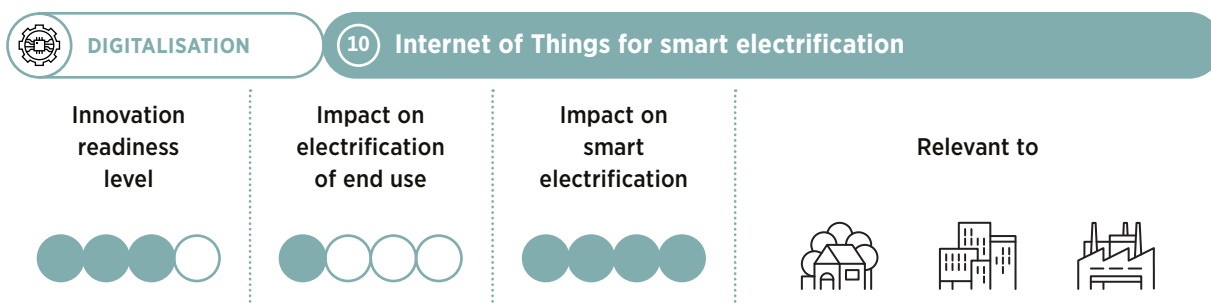 DIGITALISATION
10 Internet of Things for smart electrification
Innovation
readiness
level
Impact on
electrification
of end use
Impact on
smart
electrification
Relevant to